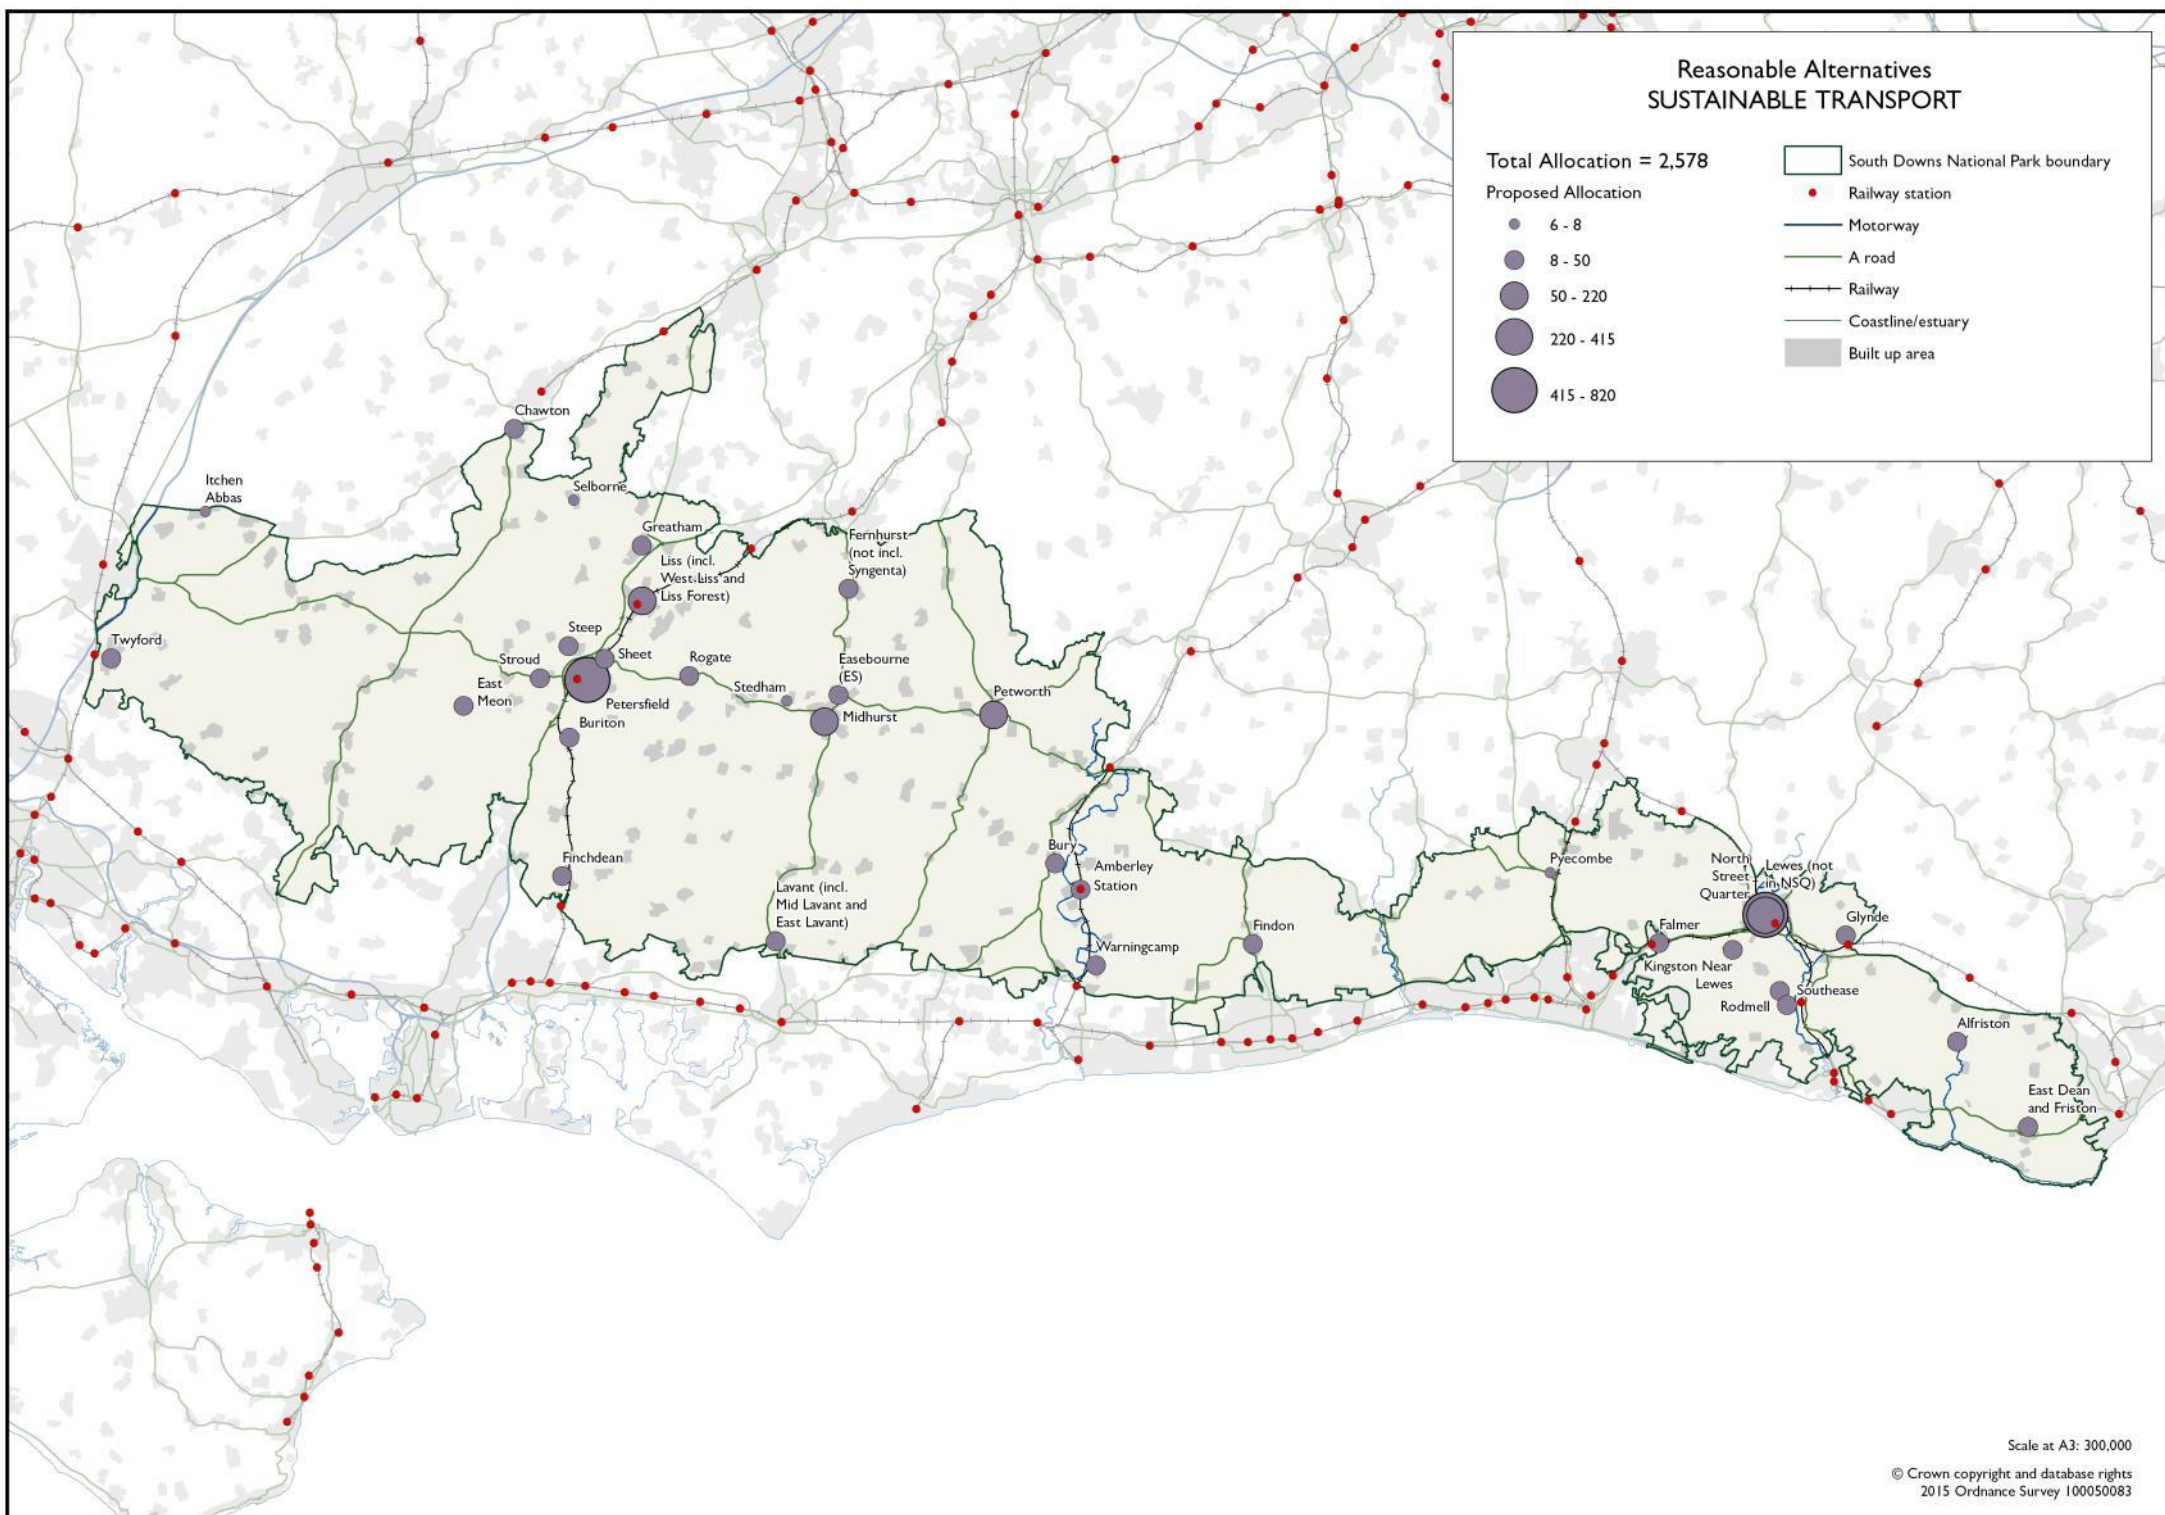 Reasonable Alternatives
SUSTAINABLE TRANSPORT
Total Allocation = 2,578
Proposed Allocation
6 - 8
8 - 50
50 - 220
220 - 415
415 - 820
South Downs National Park boundary
Railway station
Motorway
A road
Railway
Coastline/estuary
Built up area
Chawton
Itchen
Abbas
Selborne
Greatham
Fernhurst
(not incl.
Syngenta)
Liss (incl.
West Liss and
Liss Forest)
Twyford
Steep
Stroud
Sheet
Rogate
Easebourne
(ES)
East
Meon
Stedham
Petworth
Petersfield
Midhurst
Buriton
Finchdean
Bury
Amberley
Station
Lavant (incl.
Mid Lavant and
East Lavant)
Warningcamp
Findon
Pyecombe
North
Street
Quarter
Lewes (not
in NSQ)
Falmer
Glynde
Kingston Near
Lewes
Southease
Rodmell
Alfriston
East Dean
and Friston
Scale at A3: 300,000
© Crown copyright and database rights
2015 Ordnance Survey 100050083